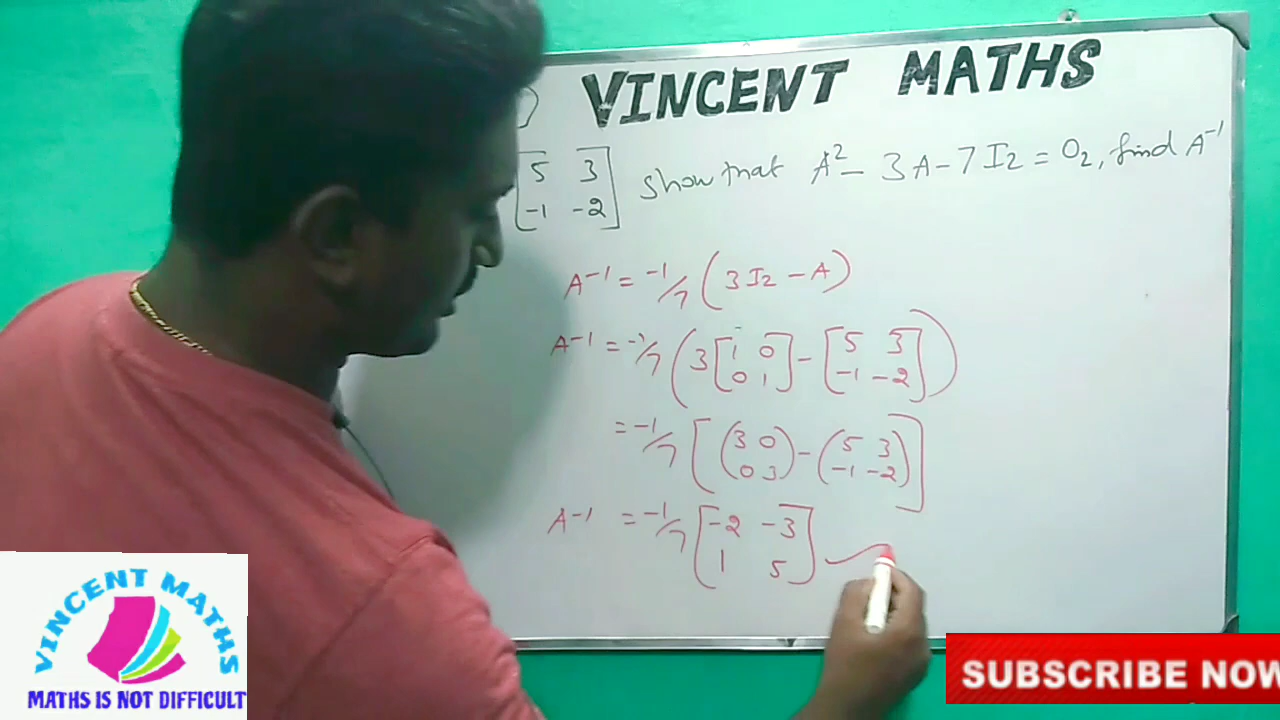 VINCENT MATHS
[5 3
-1 -2] show that A² - 3A - 7I₂ = O₂, find A⁻¹
A⁻¹ = -1/7 (3I₂ - A)
A⁻¹ = -1/7 (3[1 0
0 1] - [5 3
-1 -2])
= -1/7 [(3 0
0 3) - (5 3
-1 -2)]
A⁻¹ = -1/7 [-2 -3
1 5]
VINCENT MATHS
MATHS IS NOT DIFFICULT
SUBSCRIBE NOW